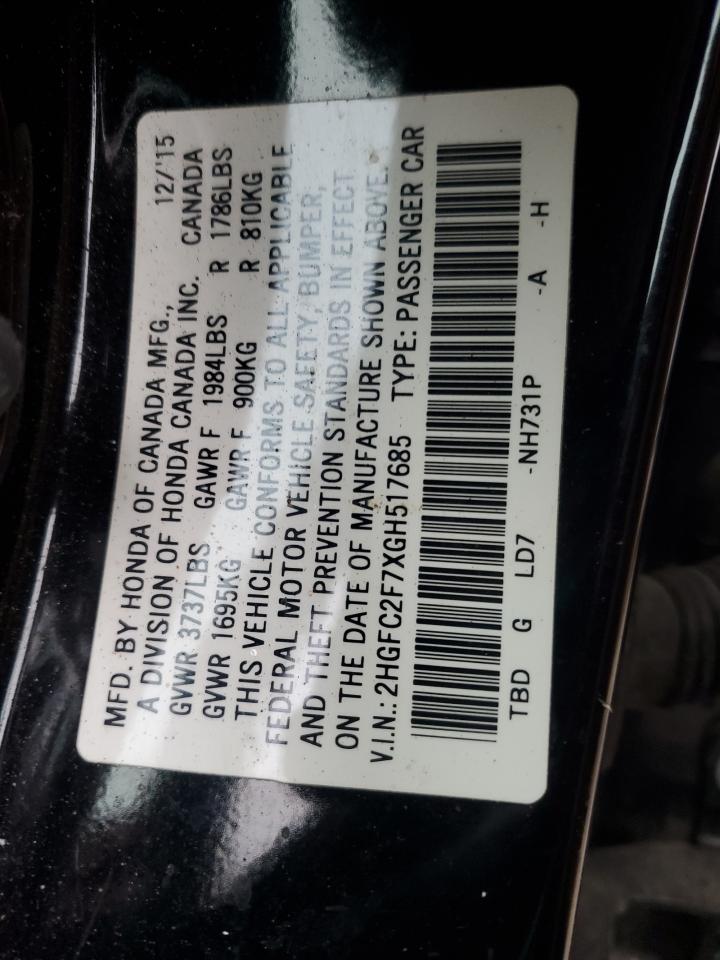 MFD. BY HONDA OF CANADA MFG., 12/'15
A DIVISION OF HONDA CANADA INC. CANADA
GVWR 3737LBS GAWR F 1984LBS R 1786LBS
GVWR 1695KG GAWR F 900KG R 810KG
THIS VEHICLE CONFORMS TO ALL APPLICABLE
FEDERAL MOTOR VEHICLE SAFETY, BUMPER,
AND THEFT PREVENTION STANDARDS IN EFFECT
ON THE DATE OF MANUFACTURE SHOWN ABOVE.
V.I.N.: 2HGFC2F7XGH517685 TYPE: PASSENGER CAR
TBD G LD7 -NH731P -A -H